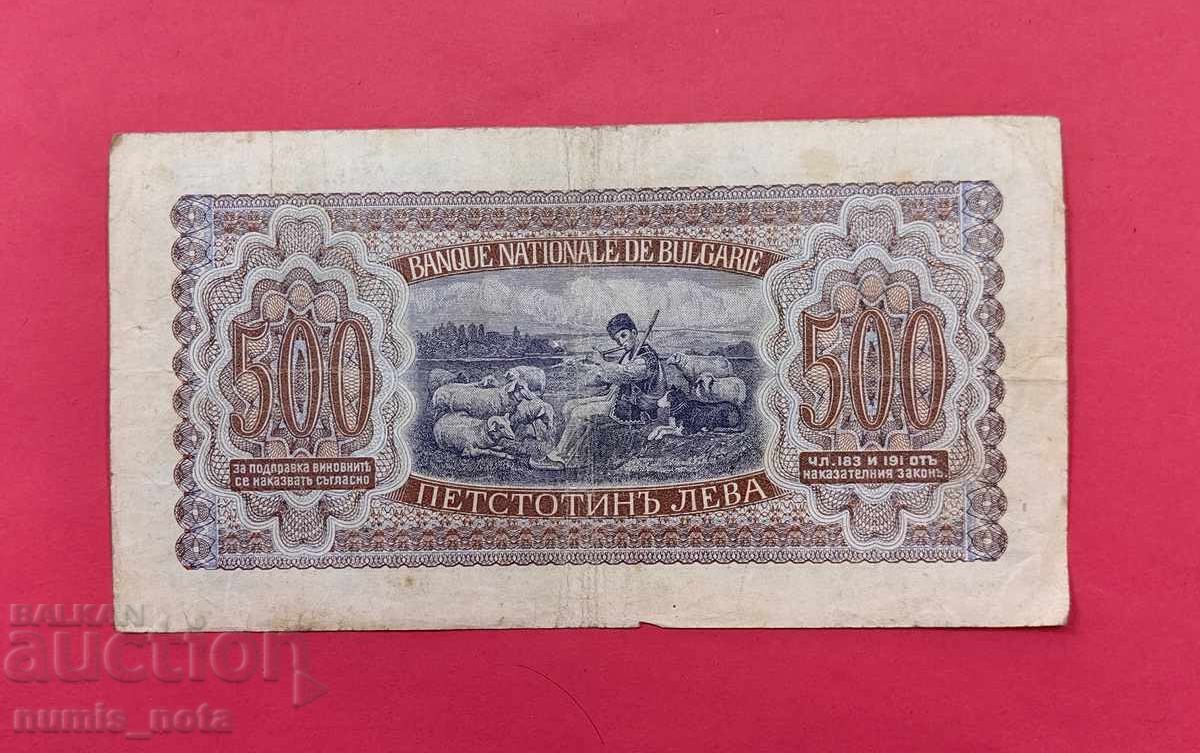 BANQUE NATIONALE DE BULGARIE
500
500
ЗА ПОДПРАВКА ВИНОВНИТѢ
СЕ НАКАЗВАТЪ СЪГЛАСНО
ЧЛ. 183 И 191 ОТЪ
НАКАЗАТЕЛНИЯ ЗАКОНЪ.
ПЕТСТОТИНЪ ЛЕВА
BALKAN
auction
numis_nota